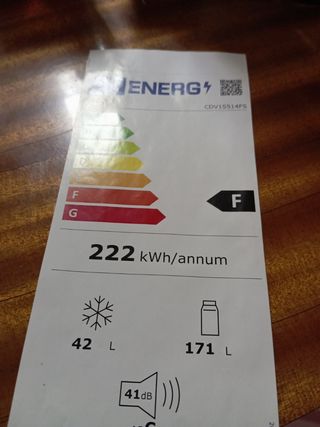 ENERG
CDV15514FS
D
F
G
F
222 kWh/annum
42 L
171 L
41dB